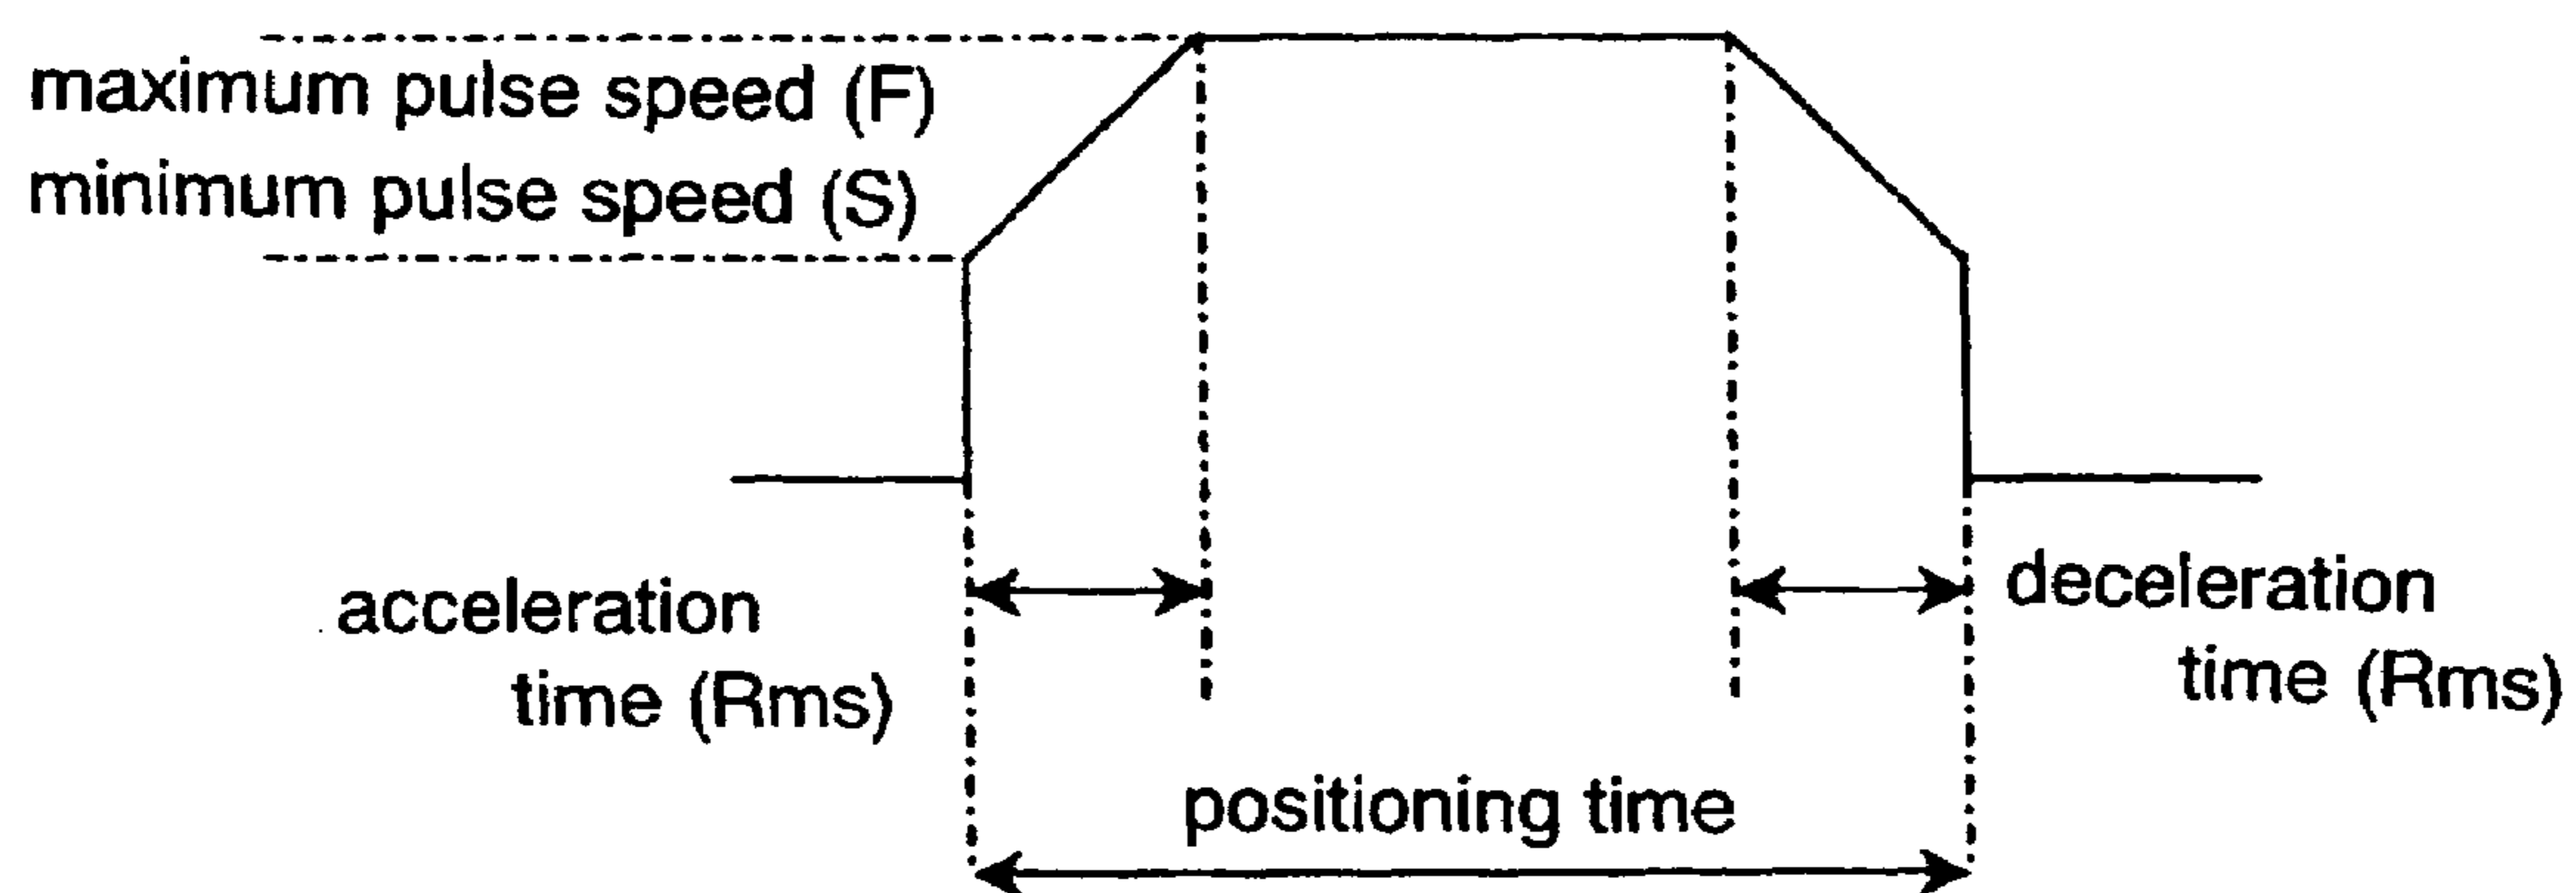 maximum pulse speed (F)
minimum pulse speed (S)
acceleration
time (Rms)
deceleration
time (Rms)
positioning time